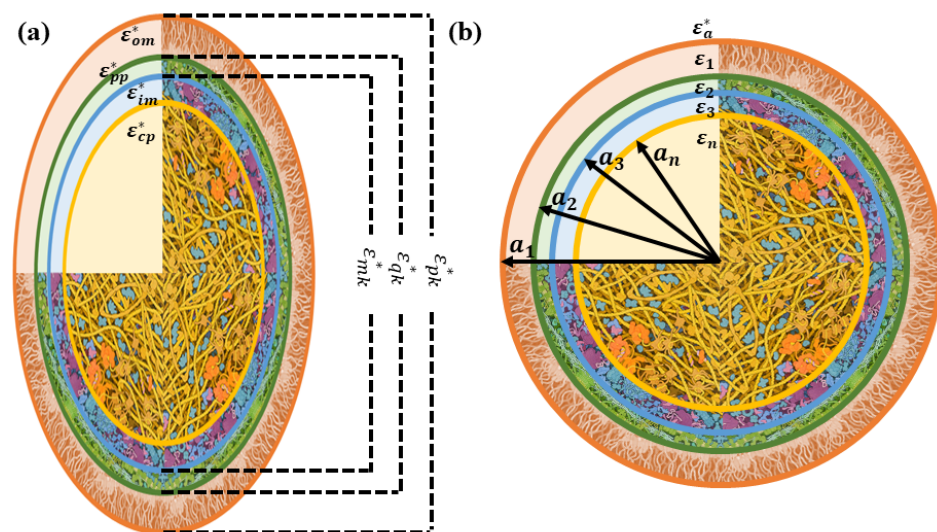 (a)
ε*om
ε*pp
ε*im
ε*cp
ε*mk
ε*qk
ε*pk
(b)
ε*a
ε1
ε2
ε3
εn
a1
a2
a3
an